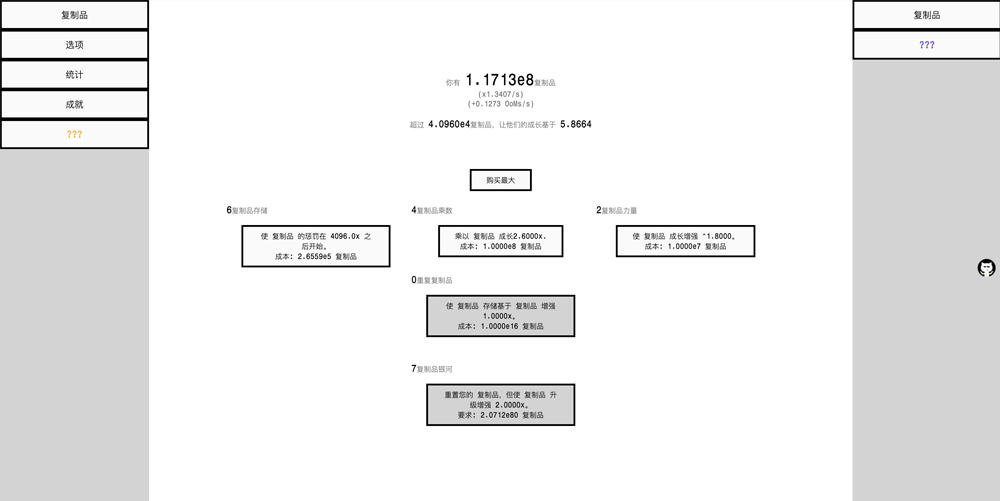 复制品
选项
统计
成就
???
你有 1.1713e8复制品
(x1.3407/s)
(+0.1273 OoMs/s)
超过 4.0960e4复制品, 让他们的成长基于 5.8664
购买最大
6复制品存储
使 复制品 的惩罚在 4096.0x 之
后开始。
成本: 2.6559e5 复制品
4复制品乘数
乘以 复制品 成长2.6000x.
成本: 1.0000e8 复制品
2复制品力量
使 复制品 成长增强 ^1.8000。
成本: 1.0000e7 复制品
0重复复制品
使 复制品 存储基于 复制品 增强
1.0000x。
成本: 1.0000e16 复制品
7复制品银河
重置您的 复制品, 但使 复制品 升
级增强 2.0000x。
要求: 2.0712e80 复制品
复制品
???